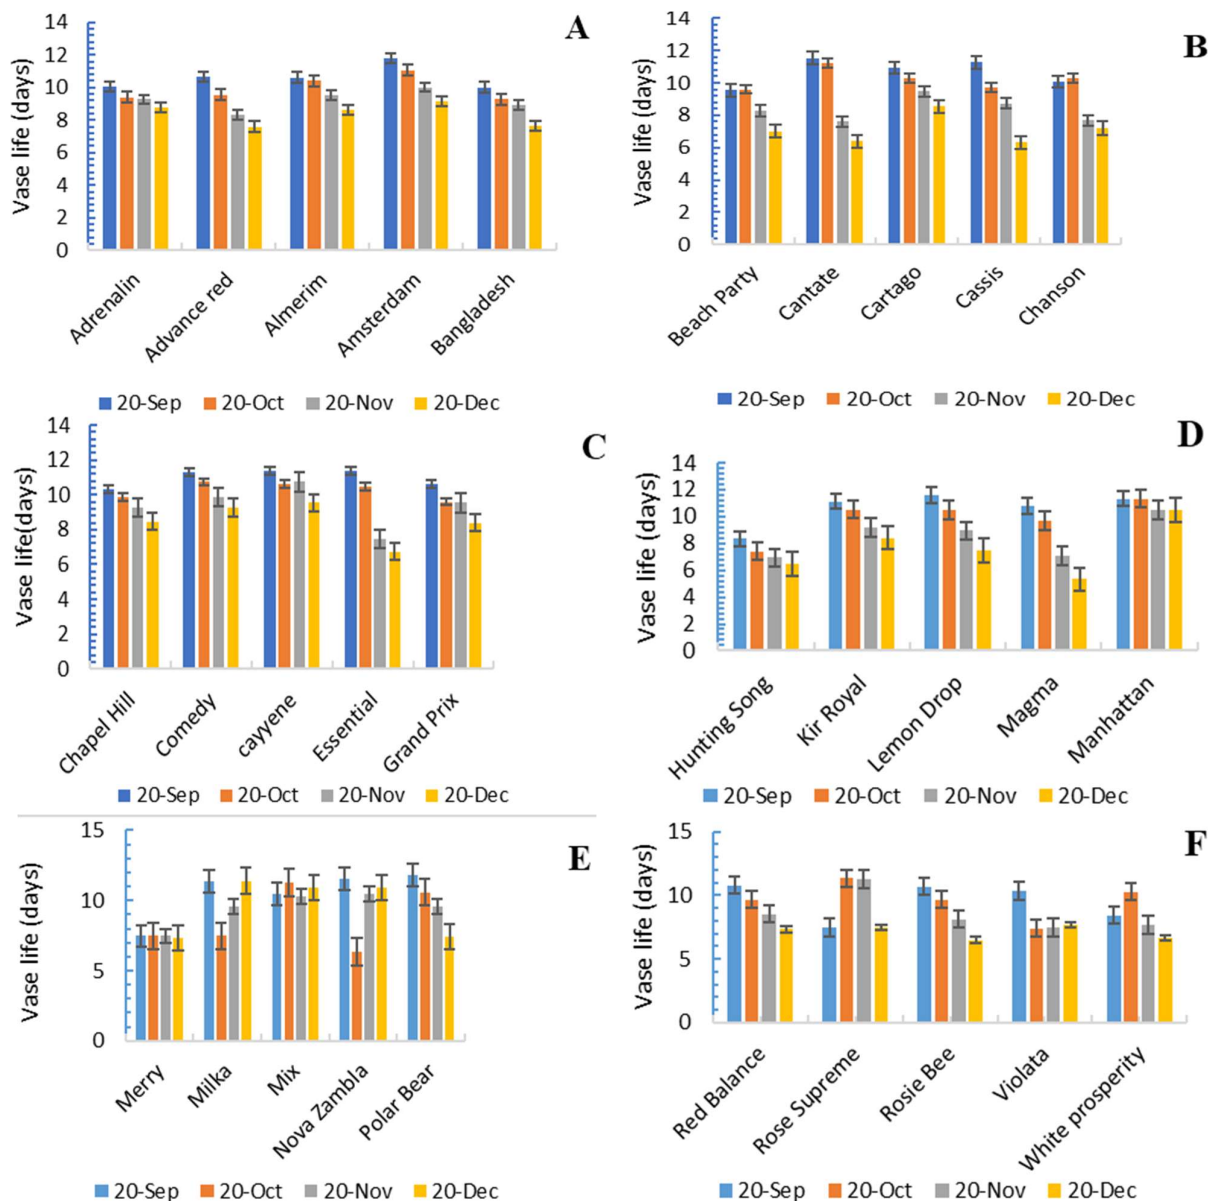 A
Vase life (days)
14
12
10
8
6
4
2
0
Adrenalin
Advance red
Almerim
Amsterdam
Bangladesh
20-Sep 20-Oct 20-Nov 20-Dec
B
Vase life (days)
14
12
10
8
6
4
2
0
Beach Party
Cantate
Cartago
Cassis
Chanson
20-Sep 20-Oct 20-Nov 20-Dec
C
Vase life(days)
14
12
10
8
6
4
2
0
Chapel Hill
Comedy
cayyene
Essential
Grand Prix
20-Sep 20-Oct 20-Nov 20-Dec
D
Vase life (days)
14
12
10
8
6
4
2
0
Hunting Song
Kir Royal
Lemon Drop
Magma
Manhattan
20-Sep 20-Oct 20-Nov 20-Dec
E
Vase life (days)
15
10
5
0
Merry
Milka
Mix
Nova Zambla
Polar Bear
20-Sep 20-Oct 20-Nov 20-Dec
F
Vase life (days)
15
10
5
0
Red Balance
Rose Supreme
Rosie Bee
Violata
White prosperity
20-Sep 20-Oct 20-Nov 20-Dec